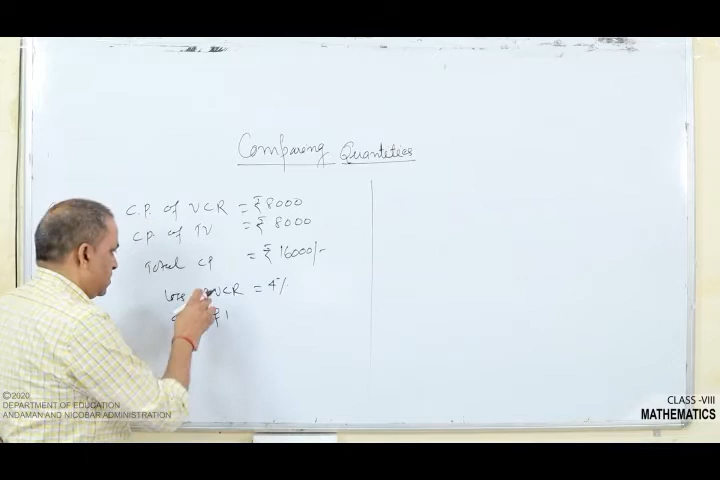 Comparing Quantities
C.P. of VCR = ₹ 8000
C.P. of TV = ₹ 8000
Total CP = ₹ 16000/-
Loss VCR = 4%
©2020
DEPARTMENT OF EDUCATION
ANDAMAN AND NICOBAR ADMINISTRATION
CLASS -VIII
MATHEMATICS